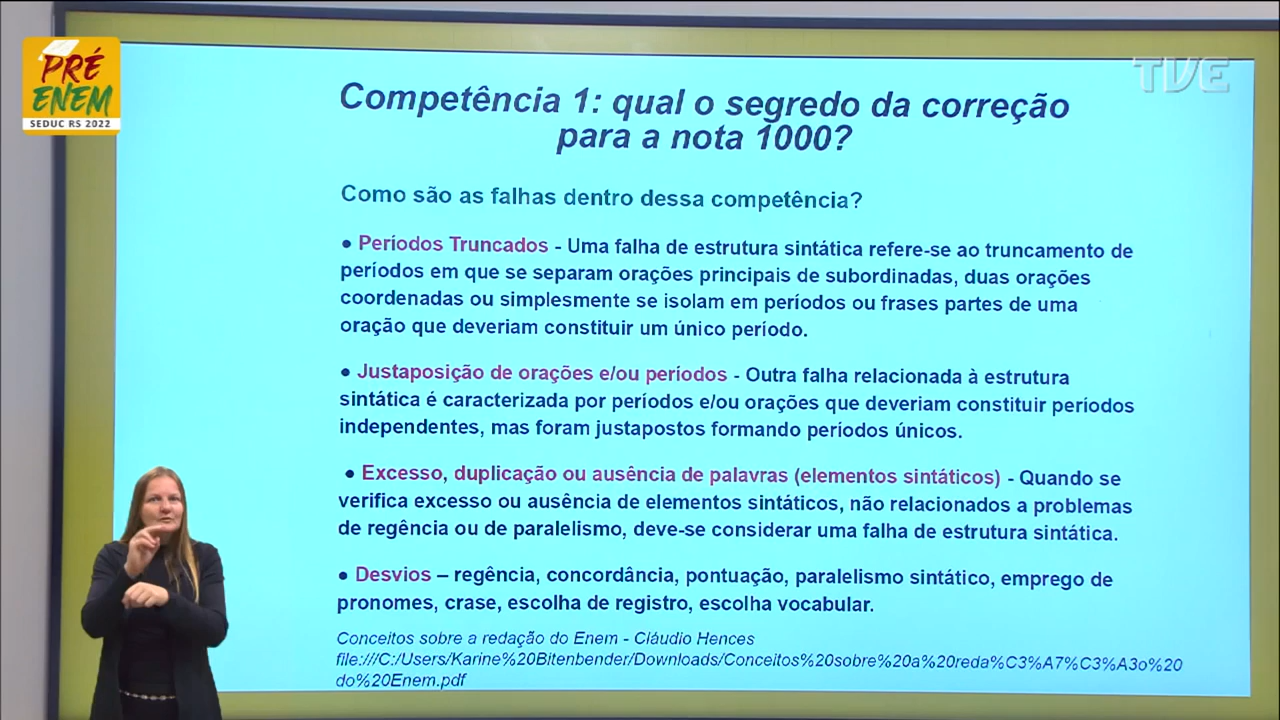 PRÉ
ENEM
SEDUC RS 2022
TVE
Competência 1: qual o segredo da correção
para a nota 1000?
Como são as falhas dentro dessa competência?
● Períodos Truncados - Uma falha de estrutura sintática refere-se ao truncamento de
períodos em que se separam orações principais de subordinadas, duas orações
coordenadas ou simplesmente se isolam em períodos ou frases partes de uma
oração que deveriam constituir um único período.
● Justaposição de orações e/ou períodos - Outra falha relacionada à estrutura
sintática é caracterizada por períodos e/ou orações que deveriam constituir períodos
independentes, mas foram justapostos formando períodos únicos.
● Excesso, duplicação ou ausência de palavras (elementos sintáticos) - Quando se
verifica excesso ou ausência de elementos sintáticos, não relacionados a problemas
de regência ou de paralelismo, deve-se considerar uma falha de estrutura sintática.
● Desvios – regência, concordância, pontuação, paralelismo sintático, emprego de
pronomes, crase, escolha de registro, escolha vocabular.
Conceitos sobre a redação do Enem - Cláudio Hences
file:///C:/Users/Karine%20Bitenbender/Downloads/Conceitos%20sobre%20a%20reda%C3%A7%C3%A3o%20
do%20Enem.pdf